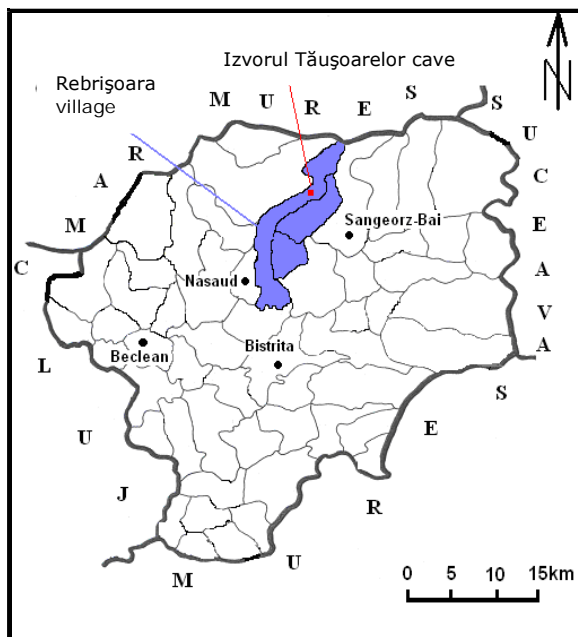 N
Izvorul Tăuşoarelor cave
Rebrişoara
village
M A R M U R E S
S U C E A V A
C L U J
M U R E S
Sangeorz-Bai
Nasaud
Beclean
Bistrita
0 5 10 15km